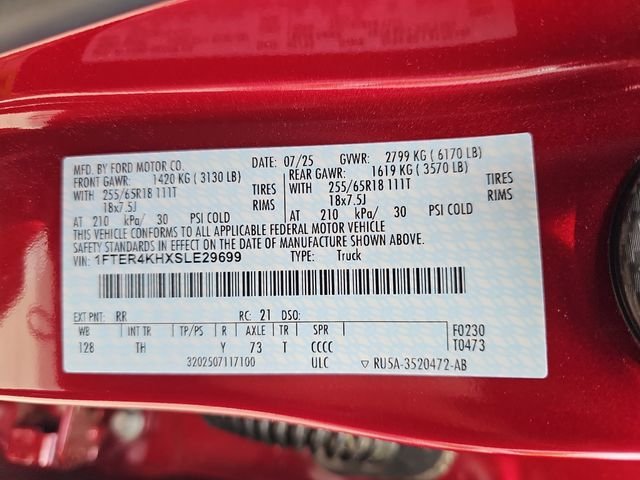 MFD. BY FORD MOTOR CO. DATE: 07/25 GVWR: 2799 KG ( 6170 LB)
FRONT GAWR: 1420 KG ( 3130 LB) REAR GAWR: 1619 KG ( 3570 LB)
WITH 255/65R18 111T TIRES WITH 255/65R18 111T TIRES
18x7.5J RIMS 18x7.5J RIMS
AT 210 kPa/ 30 PSI COLD AT 210 kPa/ 30 PSI COLD
THIS VEHICLE CONFORMS TO ALL APPLICABLE FEDERAL MOTOR VEHICLE
SAFETY STANDARDS IN EFFECT ON THE DATE OF MANUFACTURE SHOWN ABOVE.
VIN: 1FTER4KHXSLE29699 TYPE: Truck
EXT PNT: RR RC: 21 DSO:
WB INT TR TP/PS R AXLE TR SPR F0230
128 TH Y 73 T CCCC T0473
3202507117100 ULC ▽ RU5A-3520472-AB